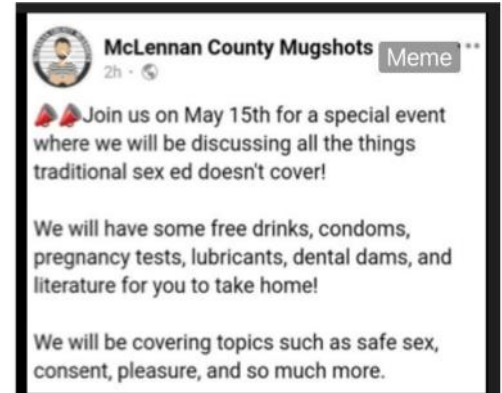 McLennan County Mugshots
Meme
2h
📣📣Join us on May 15th for a special event
where we will be discussing all the things
traditional sex ed doesn't cover!
We will have some free drinks, condoms,
pregnancy tests, lubricants, dental dams, and
literature for you to take home!
We will be covering topics such as safe sex,
consent, pleasure, and so much more.